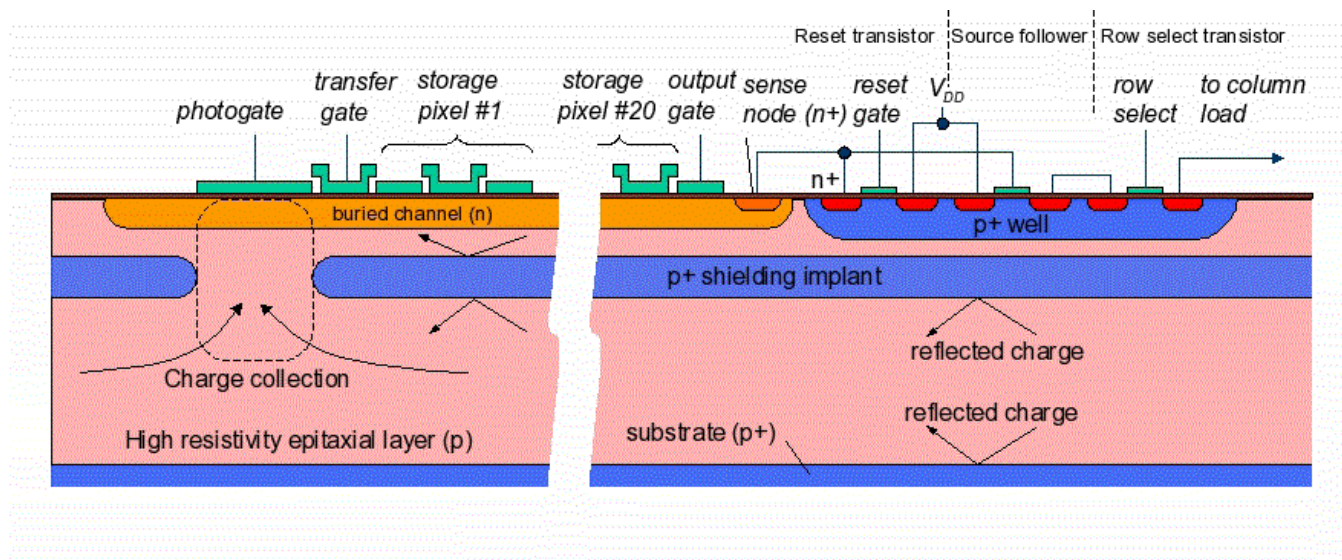 Reset transistor
Source follower
Row select transistor
photogate
transfer
gate
storage
pixel #1
storage
pixel #20
output
gate
sense
node (n+)
reset
gate
VDD
row
select
to column
load
n+
buried channel (n)
p+ well
p+ shielding implant
reflected charge
Charge collection
reflected charge
High resistivity epitaxial layer (p)
substrate (p+)